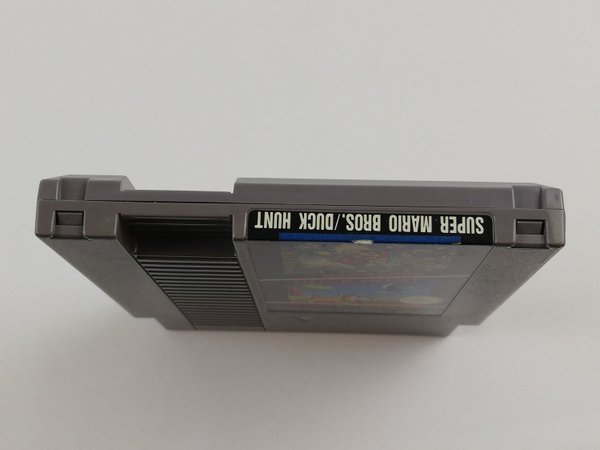 SUPER MARIO BROS./DUCK HUNT